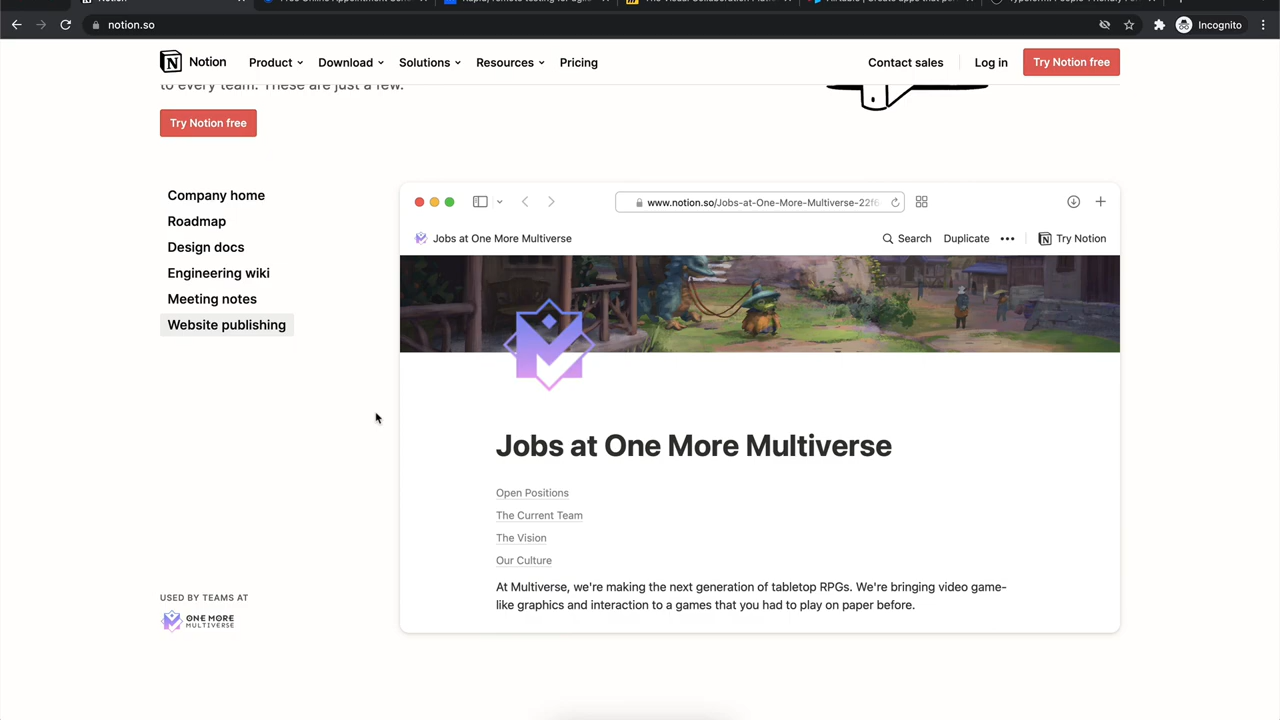 Notion
notion.so
Incognito
Notion
Product
Download
Solutions
Resources
Pricing
Contact sales
Log in
Try Notion free
to every team. These are just a few.
Try Notion free
Company home
Roadmap
Design docs
Engineering wiki
Meeting notes
Website publishing
USED BY TEAMS AT
ONE MORE
MULTIVERSE
www.notion.so/Jobs-at-One-More-Multiverse-22f6
Jobs at One More Multiverse
Search
Duplicate
Try Notion
Jobs at One More Multiverse
Open Positions
The Current Team
The Vision
Our Culture
At Multiverse, we're making the next generation of tabletop RPGs. We're bringing video game-
like graphics and interaction to a games that you had to play on paper before.